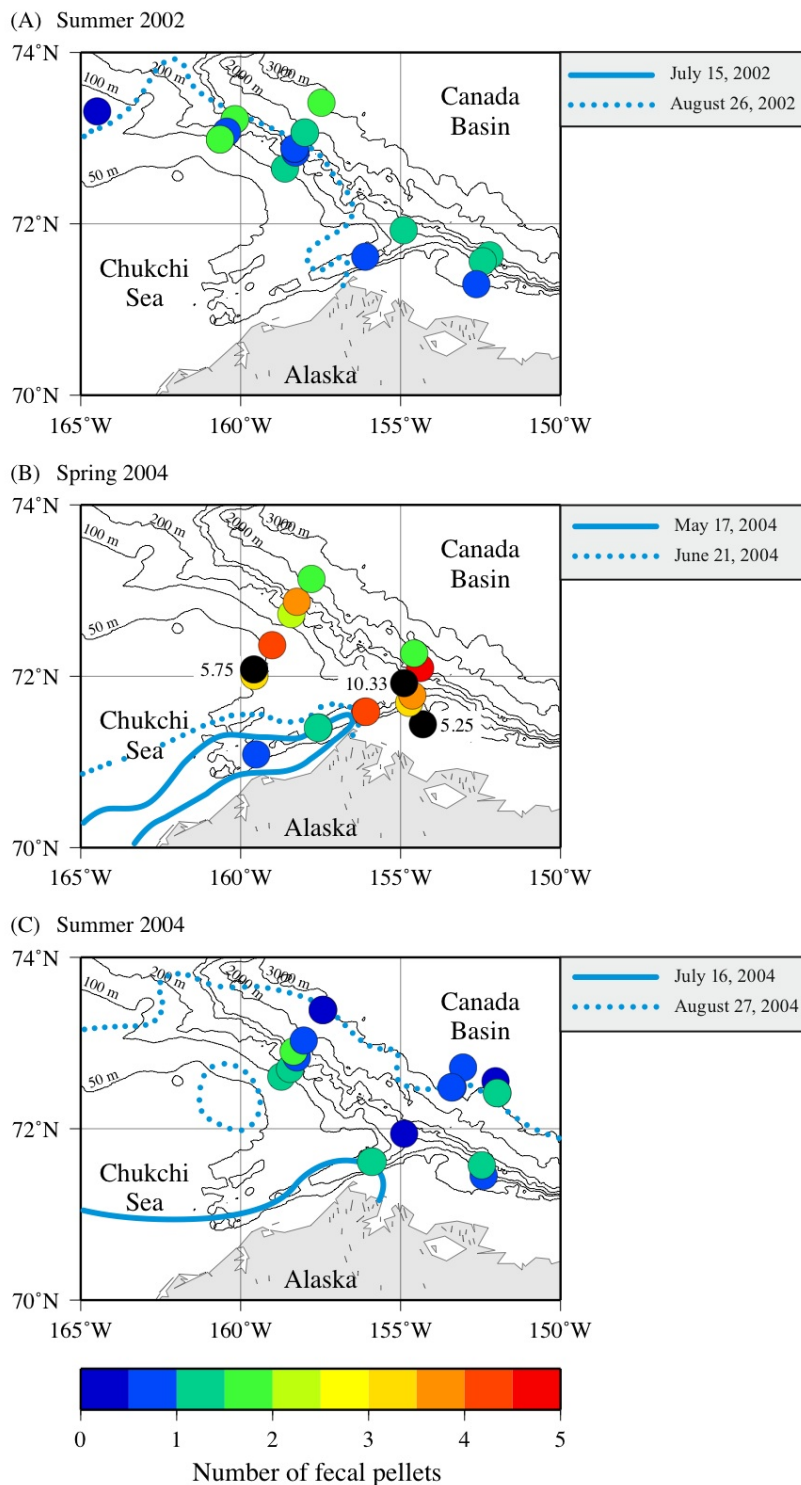 (A) Summer 2002
74˚N
72˚N
70˚N
100 m
200 m
2000 m
3000 m
50 m
Canada
Basin
Chukchi
Sea
Alaska
165˚W 160˚W 155˚W 150˚W
July 15, 2002
August 26, 2002
(B) Spring 2004
74˚N
72˚N
70˚N
100 m
200 m
2000 m
3000 m
50 m
Canada
Basin
5.75
10.33
5.25
Chukchi
Sea
Alaska
165˚W 160˚W 155˚W 150˚W
May 17, 2004
June 21, 2004
(C) Summer 2004
74˚N
72˚N
70˚N
100 m
200 m
2000 m
3000 m
50 m
Canada
Basin
Chukchi
Sea
Alaska
165˚W 160˚W 155˚W 150˚W
July 16, 2004
August 27, 2004
0 1 2 3 4 5
Number of fecal pellets